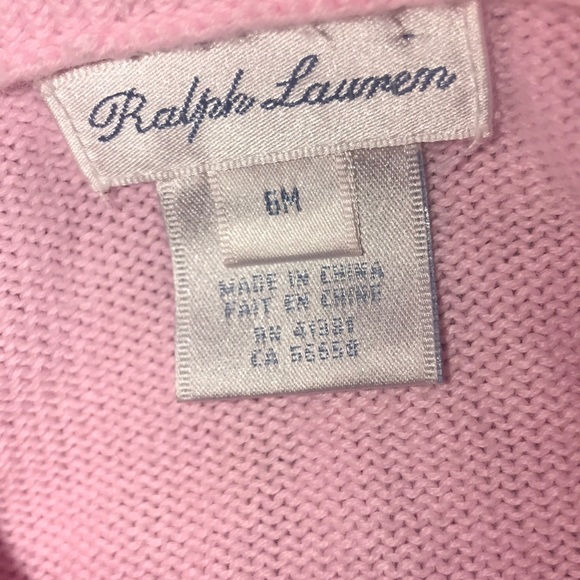 Ralph Lauren
6M
MADE IN CHINA
FAIT EN CHINE
RN 41381
CA 56658